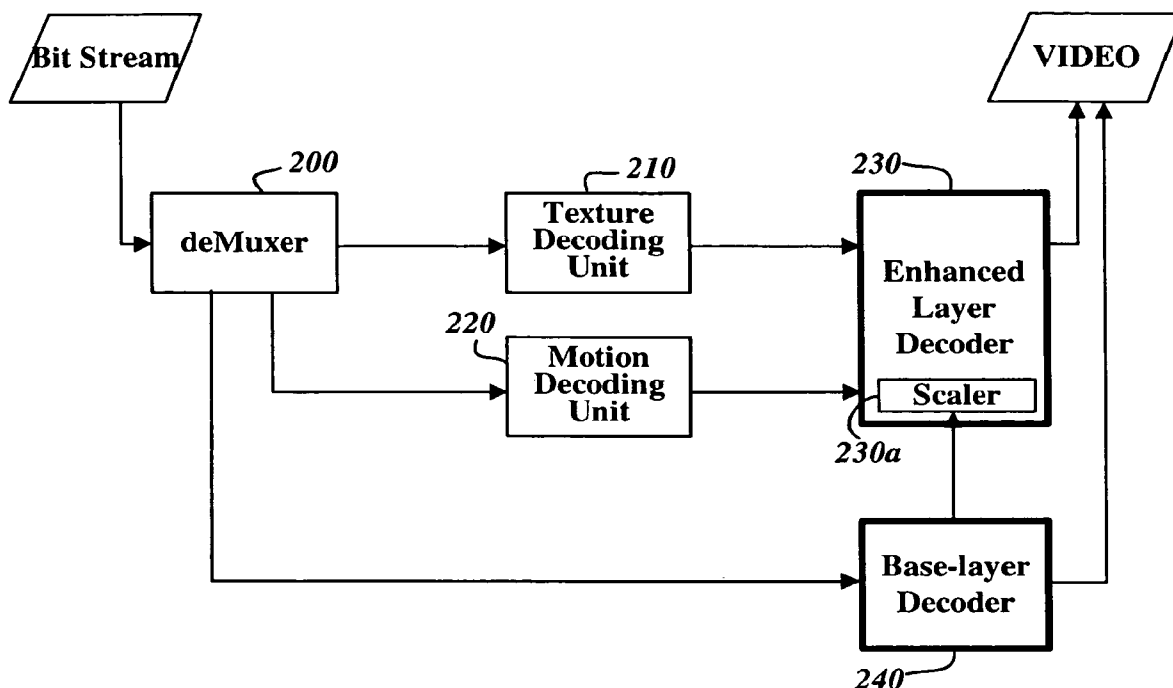 Bit Stream
VIDEO
200
deMuxer
210
Texture
Decoding
Unit
220
Motion
Decoding
Unit
230
Enhanced
Layer
Decoder
Scaler
230a
Base-layer
Decoder
240